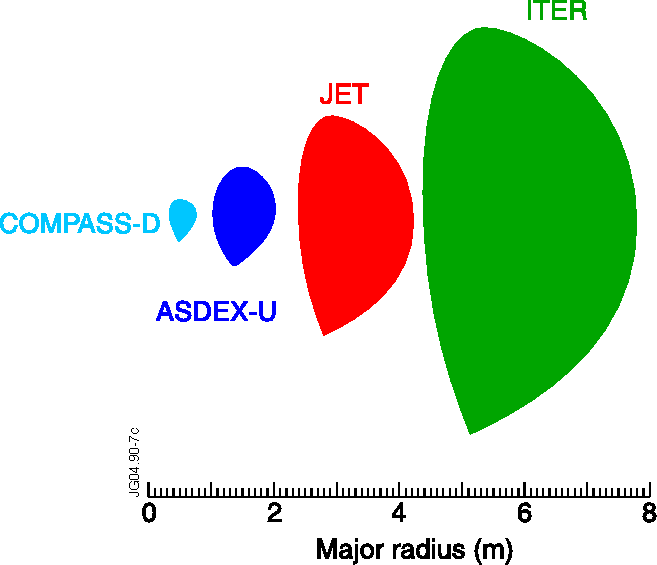 ITER
JET
COMPASS-D
ASDEX-U
JG04.90-7c
0 2 4 6 8
Major radius (m)